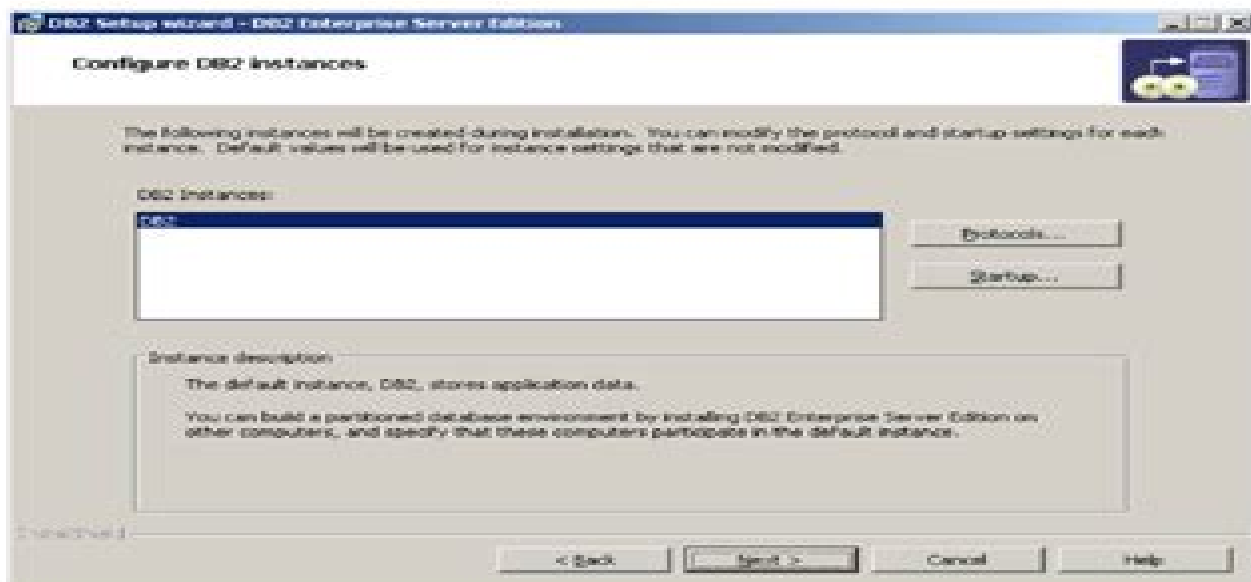 DB2 Setup wizard - DB2 Enterprise Server Edition
Configure DB2 instances
The following instances will be created during installation. You can modify the protocol and startup settings for each
instance. Default values will be used for instance settings that are not modified.
DB2 Instances:
DB2
Protocols...
Startup...
Instance description
The default instance, DB2, stores application data.
You can build a partitioned database environment by installing DB2 Enterprise Server Edition on
other computers, and specify that these computers participate in the default instance.
InstallShield
< Back
Next >
Cancel
Help